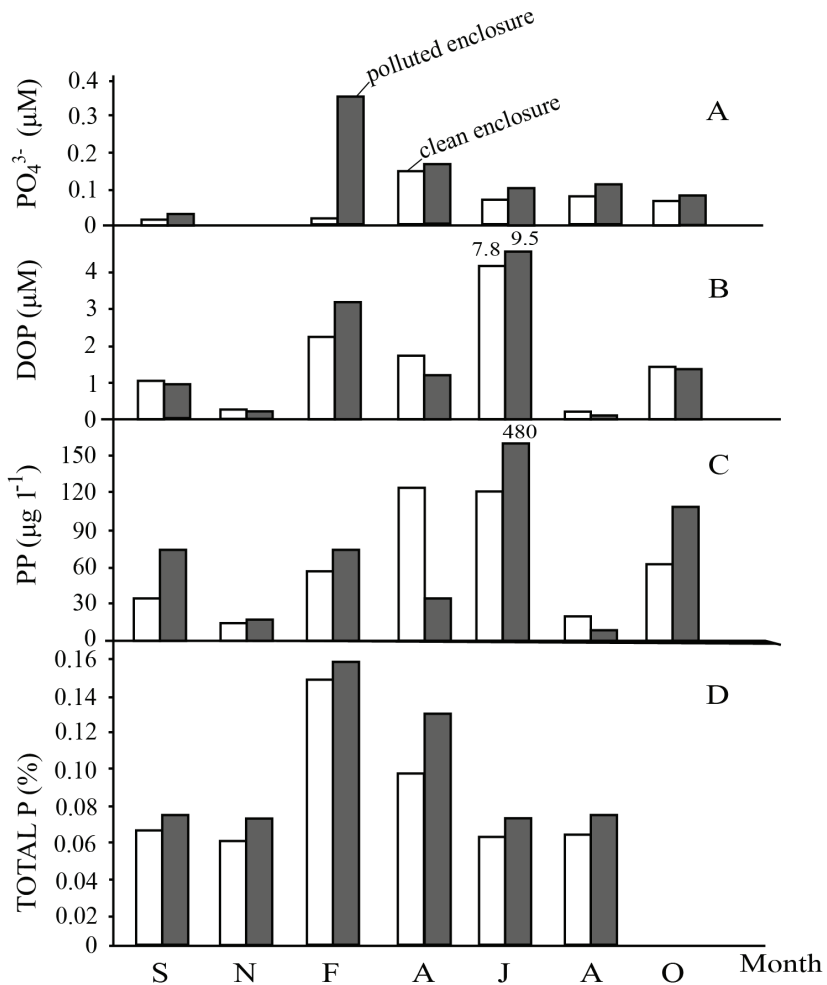 polluted enclosure
clean enclosure
A
PO₄³⁻ (μM)
0.4
0.3
0.2
0.1
0
7.8 9.5
B
DOP (μM)
4
3
2
1
0
480
C
PP (μg l⁻¹)
150
120
90
60
30
0
D
TOTAL P (%)
0.16
0.14
0.12
0.10
0.08
0.06
0.04
0.02
0
S N F A J A O Month